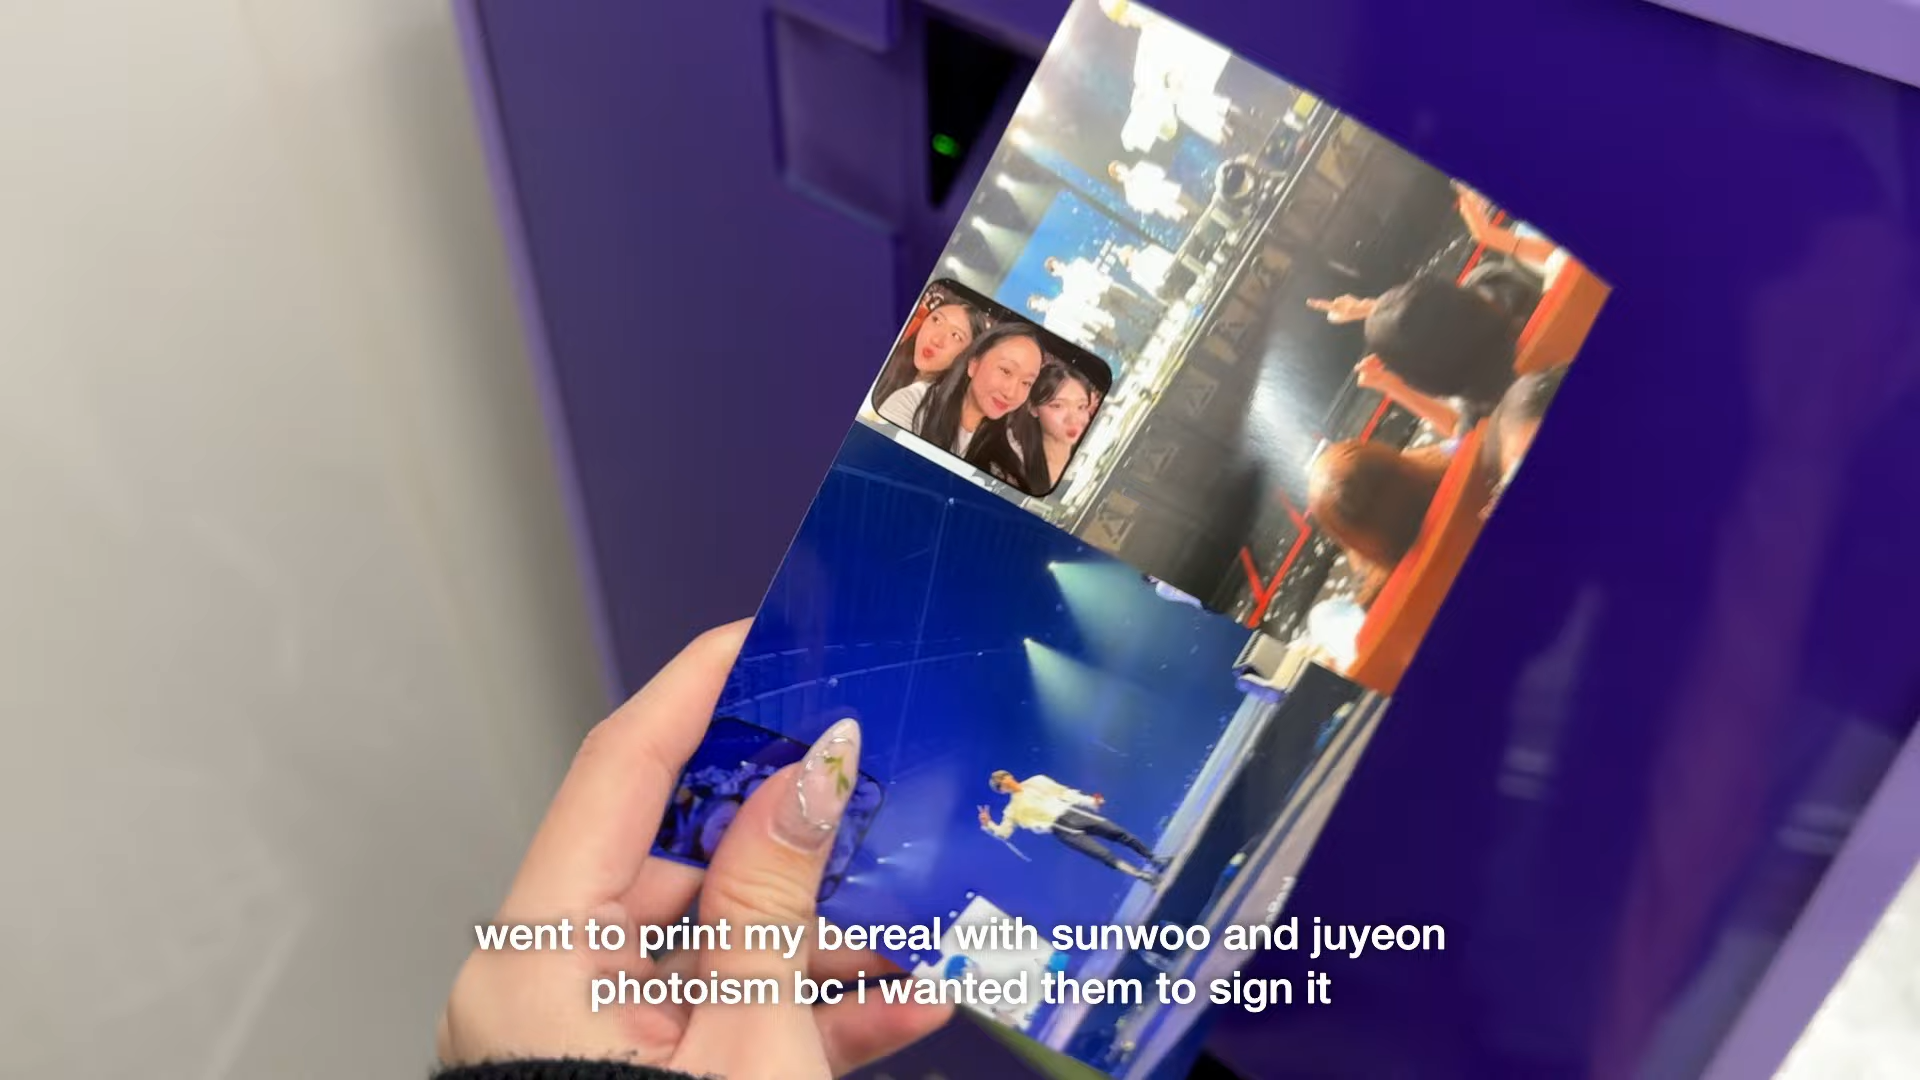 went to print my bereal with sunwoo and juyeon
photoism bc i wanted them to sign it